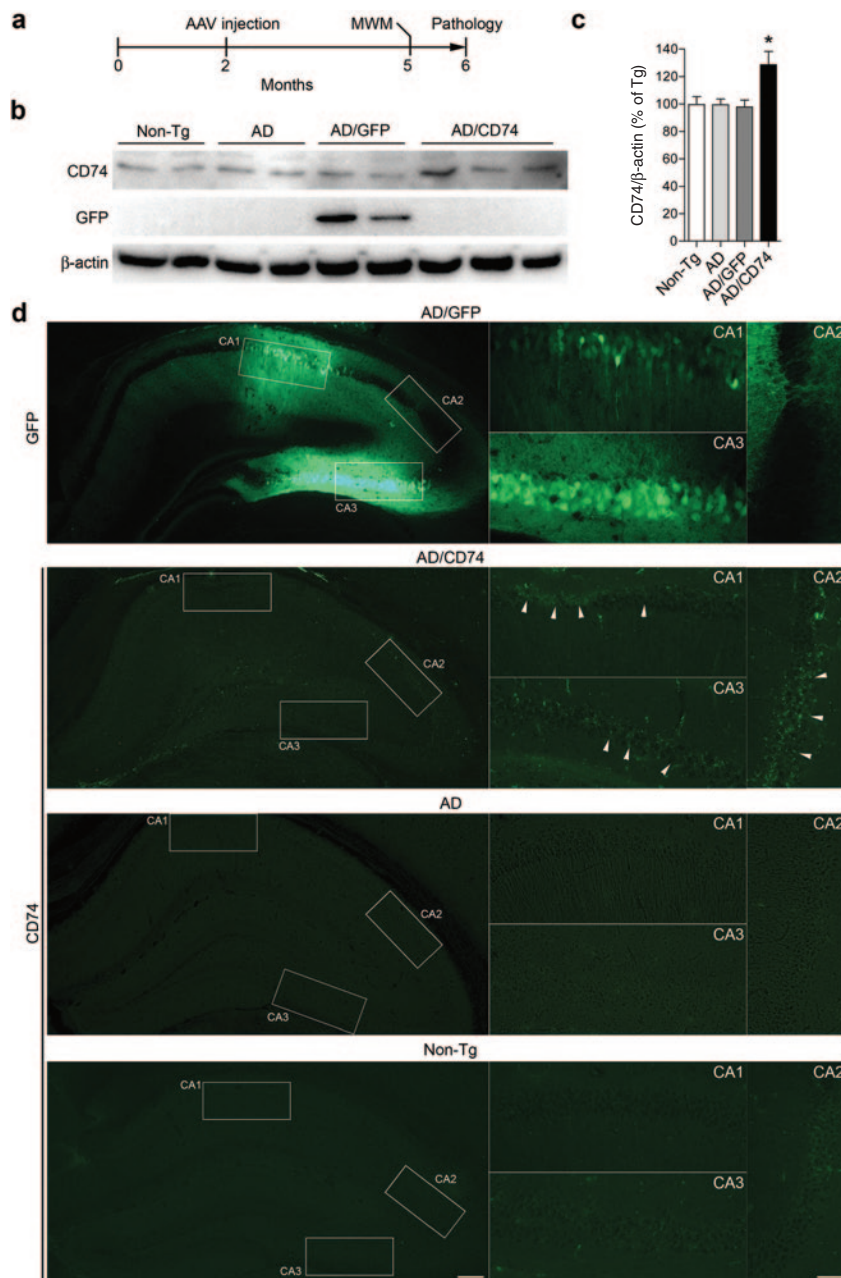 a
AAV injection
MWM
Pathology
0
2
5
6
Months
b
Non-Tg
AD
AD/GFP
AD/CD74
CD74
GFP
β-actin
c
CD74/β-actin (% of Tg)
140
120
100
80
60
40
20
0
*
Non-Tg
AD
AD/GFP
AD/CD74
d
AD/GFP
GFP
CA1
CA2
CA3
CA1
CA2
CA3
AD/CD74
CD74
CA1
CA2
CA3
CA1
CA2
CA3
AD
CA1
CA2
CA3
CA1
CA2
CA3
Non-Tg
CA1
CA2
CA3
CA1
CA2
CA3